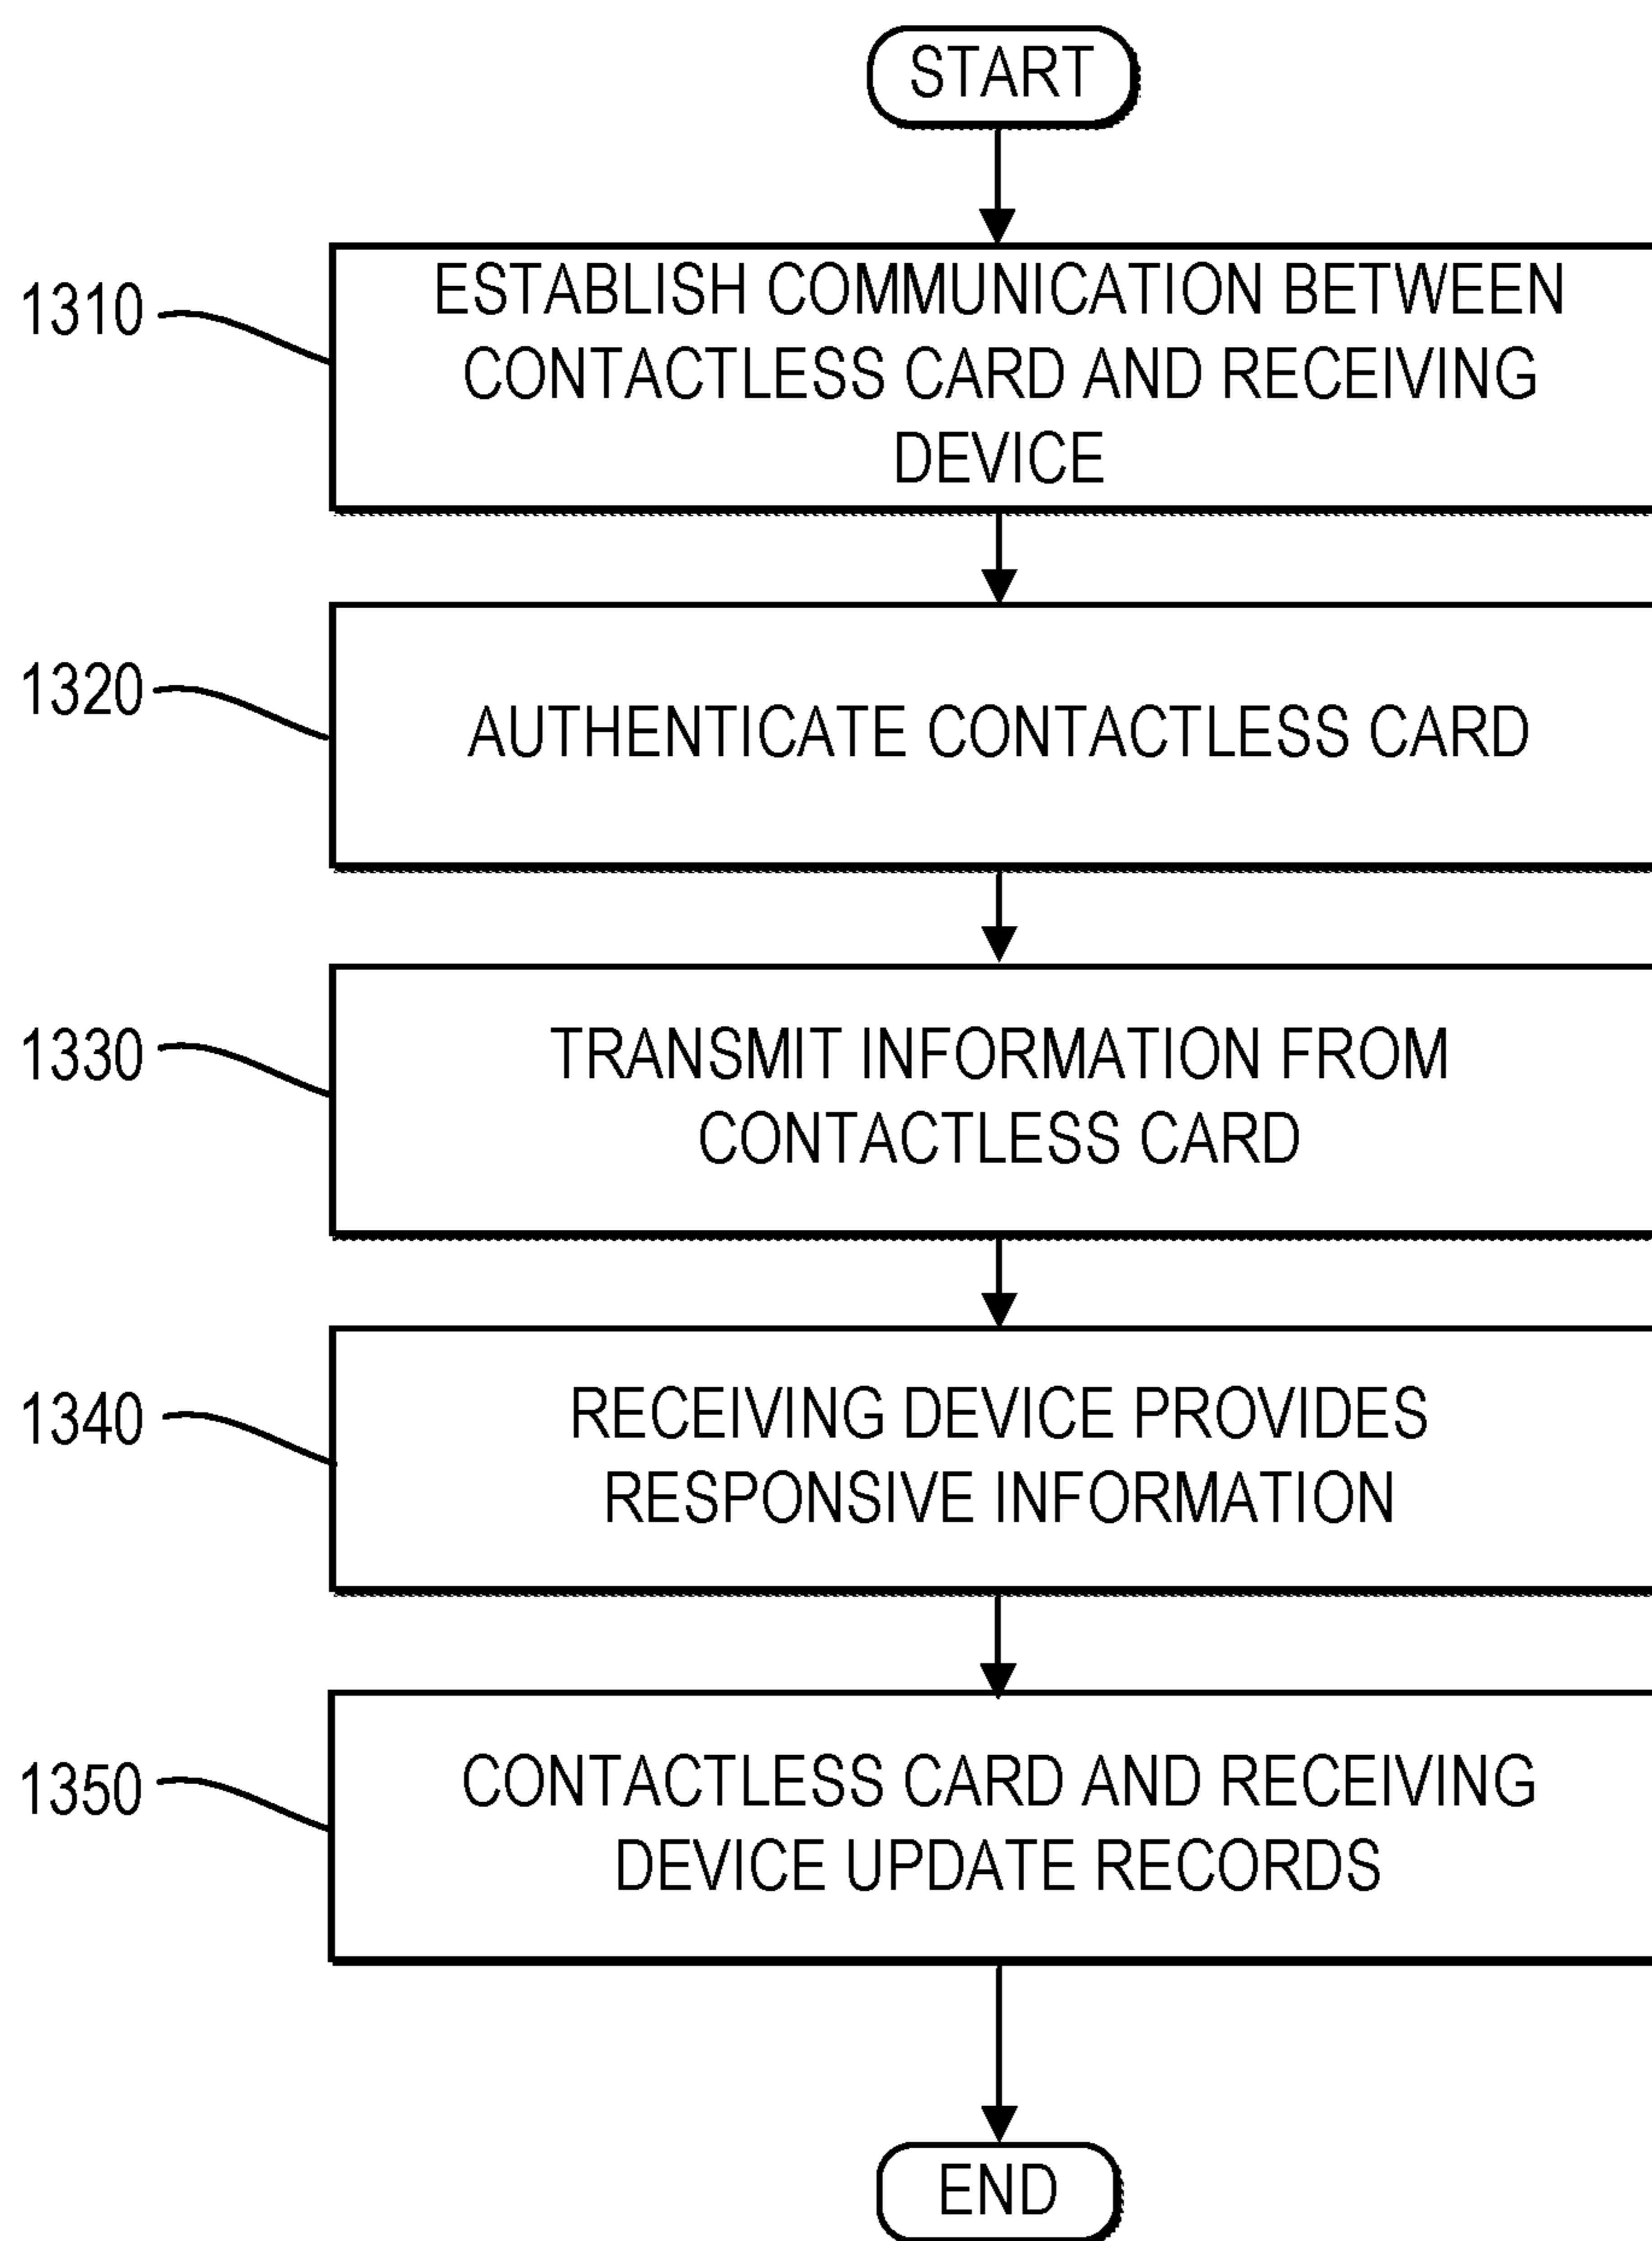 START
1310
ESTABLISH COMMUNICATION BETWEEN
CONTACTLESS CARD AND RECEIVING
DEVICE
1320
AUTHENTICATE CONTACTLESS CARD
1330
TRANSMIT INFORMATION FROM
CONTACTLESS CARD
1340
RECEIVING DEVICE PROVIDES
RESPONSIVE INFORMATION
1350
CONTACTLESS CARD AND RECEIVING
DEVICE UPDATE RECORDS
END